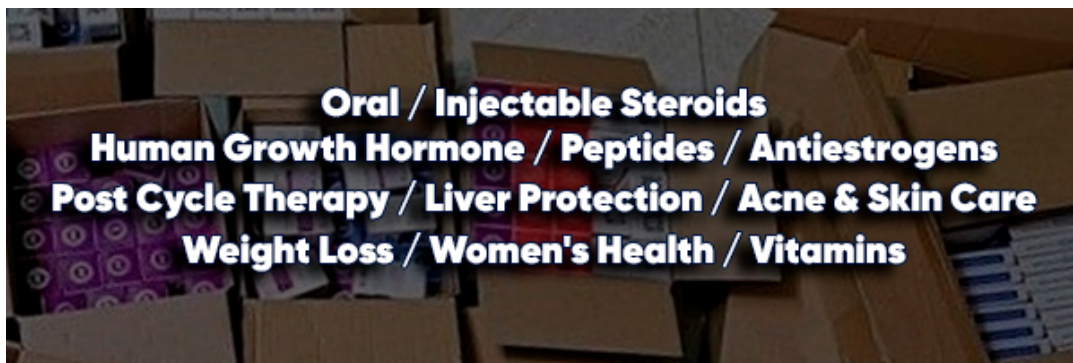 Oral / Injectable Steroids
Human Growth Hormone / Peptides / Antiestrogens
Post Cycle Therapy / Liver Protection / Acne & Skin Care
Weight Loss / Women's Health / Vitamins